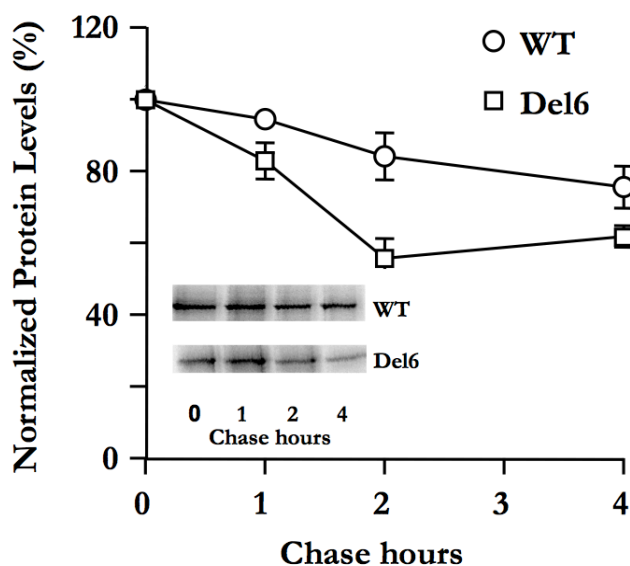 Normalized Protein Levels (%)
120
80
40
0
WT
Del6
WT
Del6
0 1 2 4
Chase hours
0 1 2 3 4
Chase hours